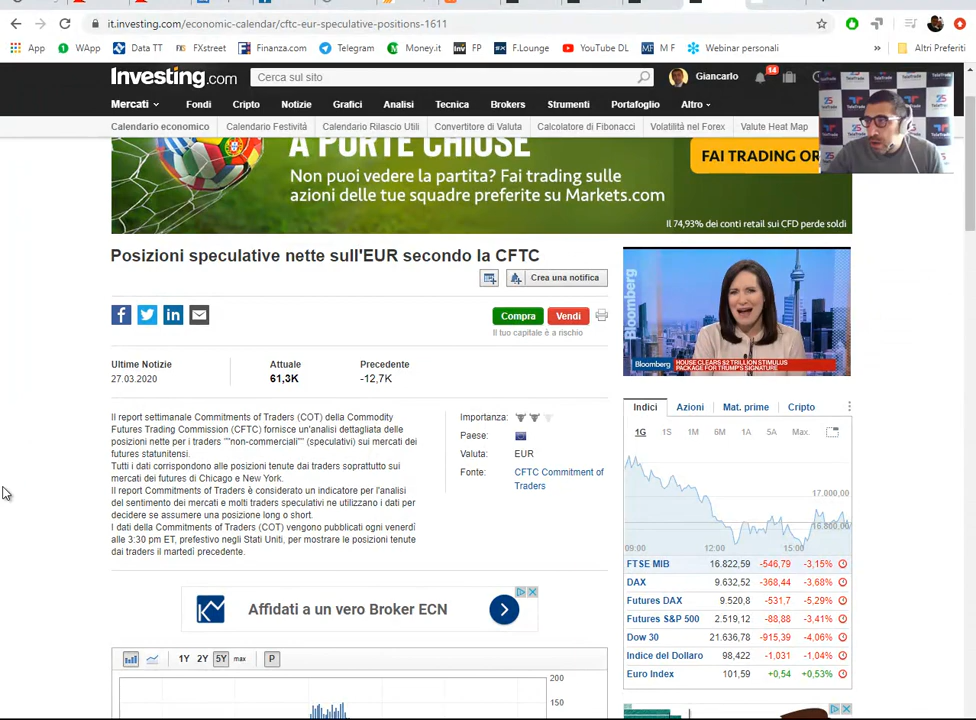 it.investing.com/economic-calendar/cftc-eur-speculative-positions-1611
App WApp Data TT FXstreet Finanza.com Telegram Money.it FP F.Lounge YouTube DL M F Webinar personali » Altri Preferiti
Investing.com Cerca sul sito Giancarlo 14
Mercati Fondi Cripto Notizie Grafici Analisi Tecnica Brokers Strumenti Portafoglio Altro
Calendario economico Calendario Festività Calendario Rilascio Utili Convertitore di Valuta Calcolatore di Fibonacci Volatilità nel Forex Valute Heat Map
A PORTE CHIUSE
FAI TRADING OR
Non puoi vedere la partita? Fai trading sulle
azioni delle tue squadre preferite su Markets.com
Il 74,93% dei conti retail sui CFD perde soldi
Posizioni speculative nette sull'EUR secondo la CFTC
Crea una notifica
Compra Vendi
Il tuo capitale è a rischio
Ultime Notizie Attuale Precedente
27.03.2020 61,3K -12,7K
Il report settimanale Commitments of Traders (COT) della Commodity
Futures Trading Commission (CFTC) fornisce un'analisi dettagliata delle
posizioni nette per i traders ""non-commerciali"" (speculativi) sui mercati dei
futures statunitensi.
Tutti i dati corrispondono alle posizioni tenute dai traders soprattutto sui
mercati dei futures di Chicago e New York.
Il report Commitments of Traders è considerato un indicatore per l'analisi
del sentimento dei mercati e molti traders speculativi ne utilizzano i dati per
decidere se assumere una posizione long o short.
I dati della Commitments of Traders (COT) vengono pubblicati ogni venerdì
alle 3:30 pm ET, prefestivo negli Stati Uniti, per mostrare le posizioni tenute
dai traders il martedì precedente.
Importanza:
Paese:
Valuta: EUR
Fonte: CFTC Commitment of
Traders
Affidati a un vero Broker ECN
1Y 2Y 5Y max P
200
150
Bloomberg
Bloomberg HOUSE CLEARS $2 TRILLION STIMULUS
PACKAGE FOR TRUMP'S SIGNATURE
Indici Azioni Mat. prime Cripto
1G 1S 1M 6M 1A 5A Max.
17.000,00
16.800,00
09:00 12:00 15:00
FTSE MIB 16.822,59 -546,79 -3,15%
DAX 9.632,52 -368,44 -3,68%
Futures DAX 9.520,8 -531,7 -5,29%
Futures S&P 500 2.519,12 -88,88 -3,41%
Dow 30 21.636,78 -915,39 -4,06%
Indice del Dollaro 98,422 -1,031 -1,04%
Euro Index 101,59 +0,54 +0,53%